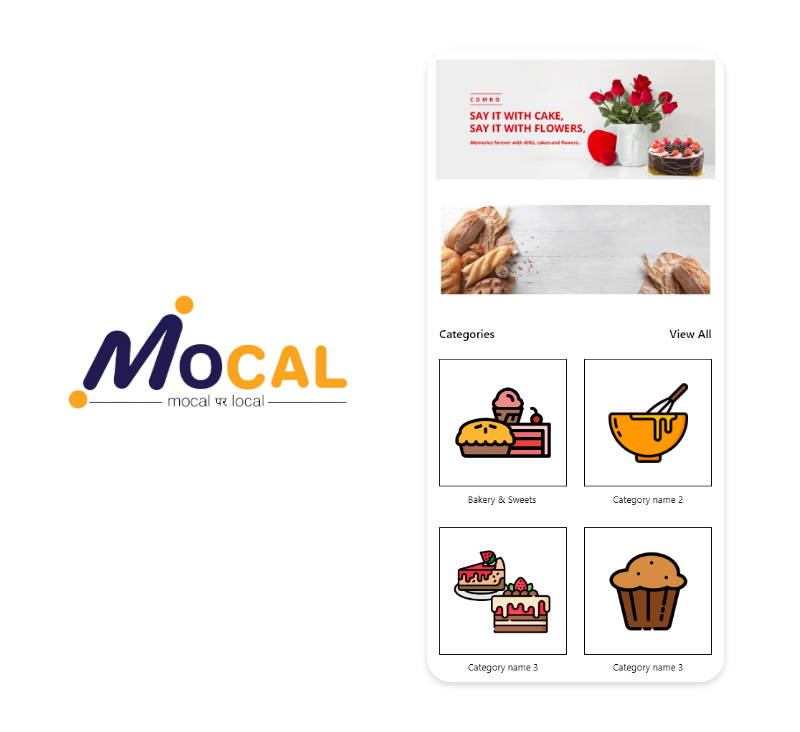 MOCAL
mocal पर local
COMBO
SAY IT WITH CAKE,
SAY IT WITH FLOWERS,
Memories forever with Gifts, cakes and flowers..
Categories
View All
Bakery & Sweets
Category name 2
Category name 3
Category name 3